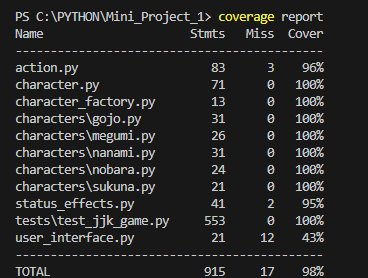 PS C:\PYTHON\Mini_Project_1> coverage report
Name Stmts Miss Cover
---------------------------------------------
action.py 83 3 96%
character.py 71 0 100%
character_factory.py 13 0 100%
characters\gojo.py 31 0 100%
characters\megumi.py 26 0 100%
characters\nanami.py 31 0 100%
characters\nobara.py 24 0 100%
characters\sukuna.py 21 0 100%
status_effects.py 41 2 95%
tests\test_jjk_game.py 553 0 100%
user_interface.py 21 12 43%
---------------------------------------------
TOTAL 915 17 98%